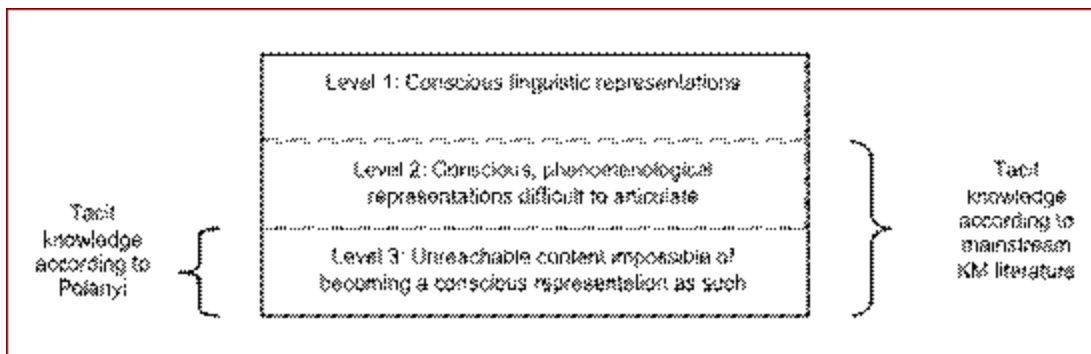 Level 1: Conscious linguistic representations
Level 2: Conscious, phenomenological
representations difficult to articulate
Level 3: Unreachable content impossible of
becoming a conscious representation as such
Tacit
knowledge
according to
Polanyi
Tacit
knowledge
according to
mainstream
KM literature